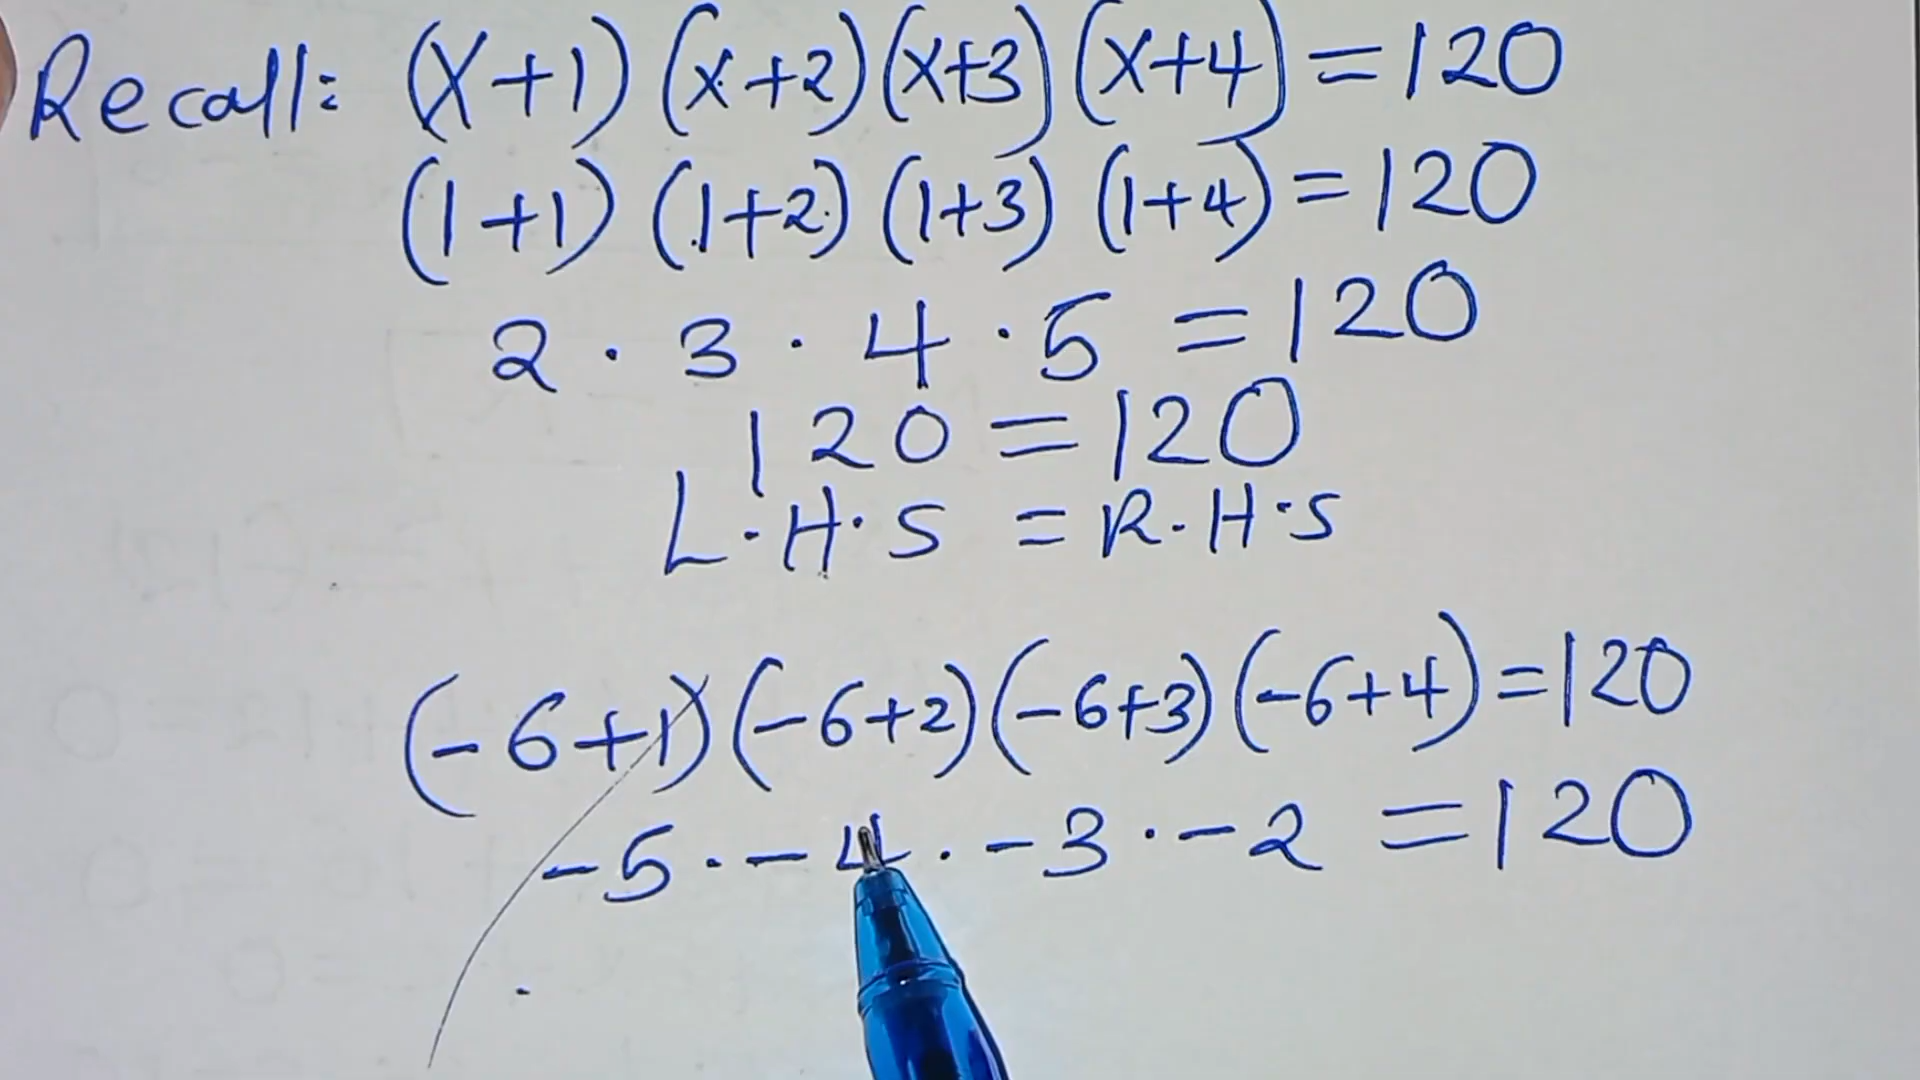 Recall: (x+1)(x+2)(x+3)(x+4)=120
(1+1)(1+2)(1+3)(1+4)=120
2·3·4·5=120
120=120
L.H.S=R.H.S
(-6+1)(-6+2)(-6+3)(-6+4)=120
-5·-4·-3·-2=120